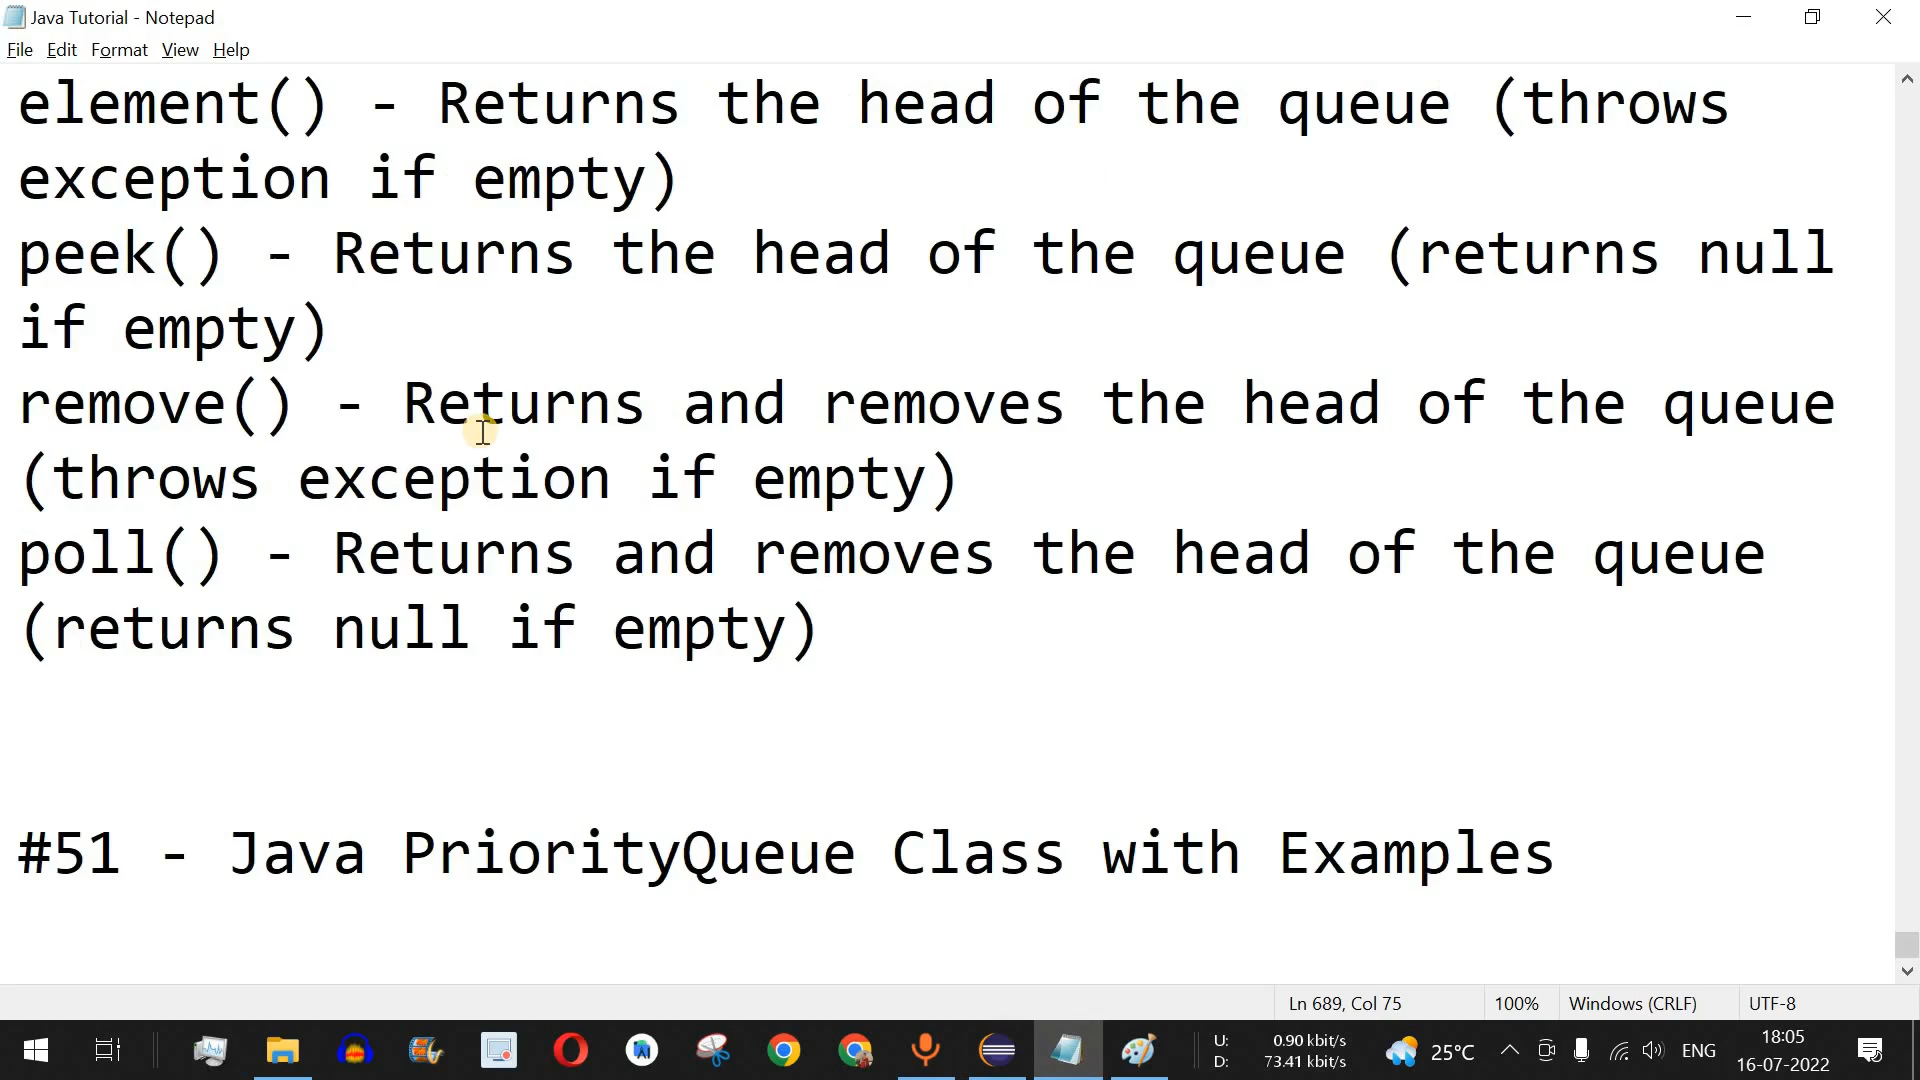 Java Tutorial - Notepad
File Edit Format View Help
element() - Returns the head of the queue (throws
exception if empty)
peek() - Returns the head of the queue (returns null
if empty)
remove() - Returns and removes the head of the queue
(throws exception if empty)
poll() - Returns and removes the head of the queue
(returns null if empty)
#51 - Java PriorityQueue Class with Examples
Ln 689, Col 75 100% Windows (CRLF) UTF-8
U: 0.90 kbit/s
D: 73.41 kbit/s
25°C
ENG
18:05
16-07-2022